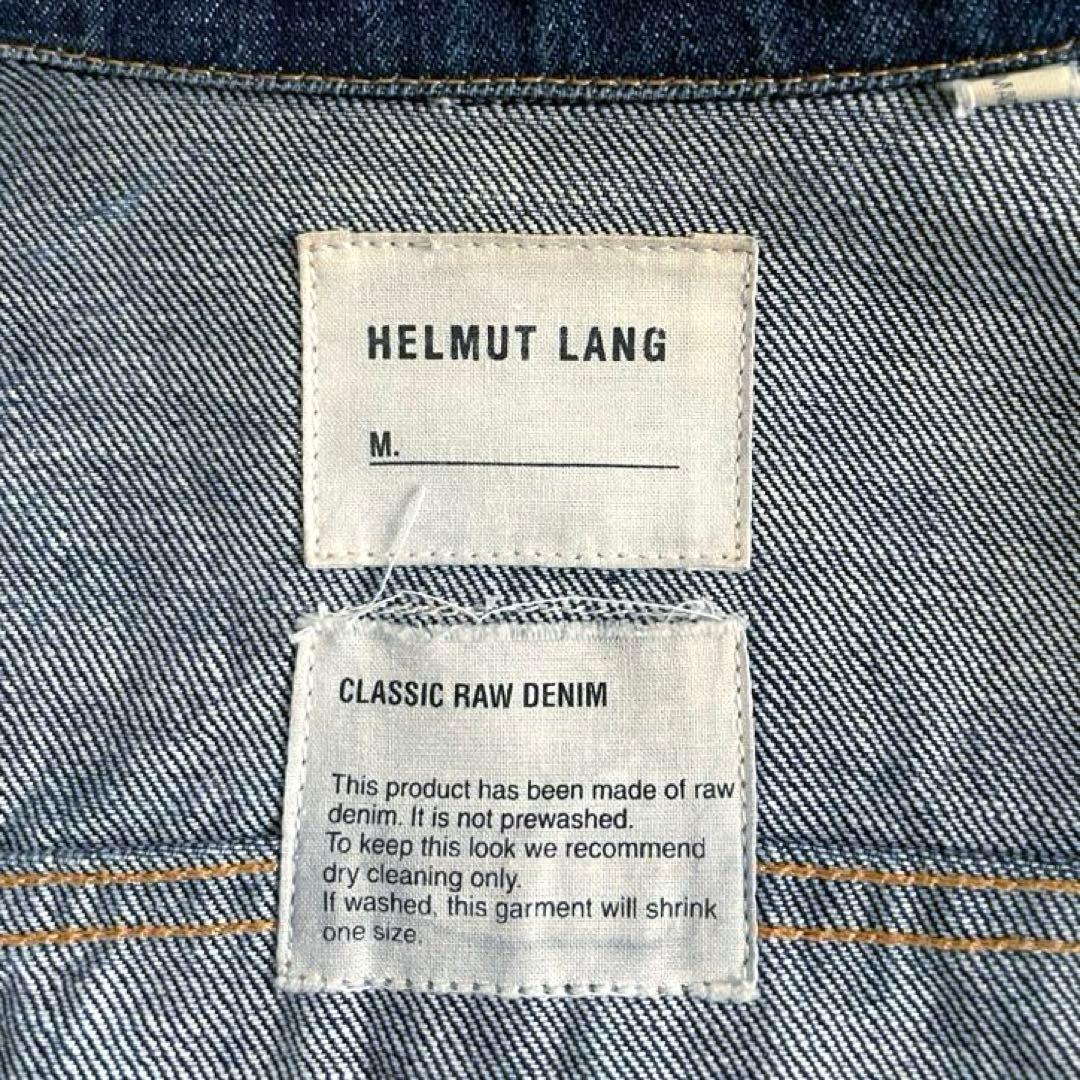 HELMUT LANG
M.
CLASSIC RAW DENIM
This product has been made of raw
denim. It is not prewashed.
To keep this look we recommend
dry cleaning only.
If washed, this garment will shrink
one size.